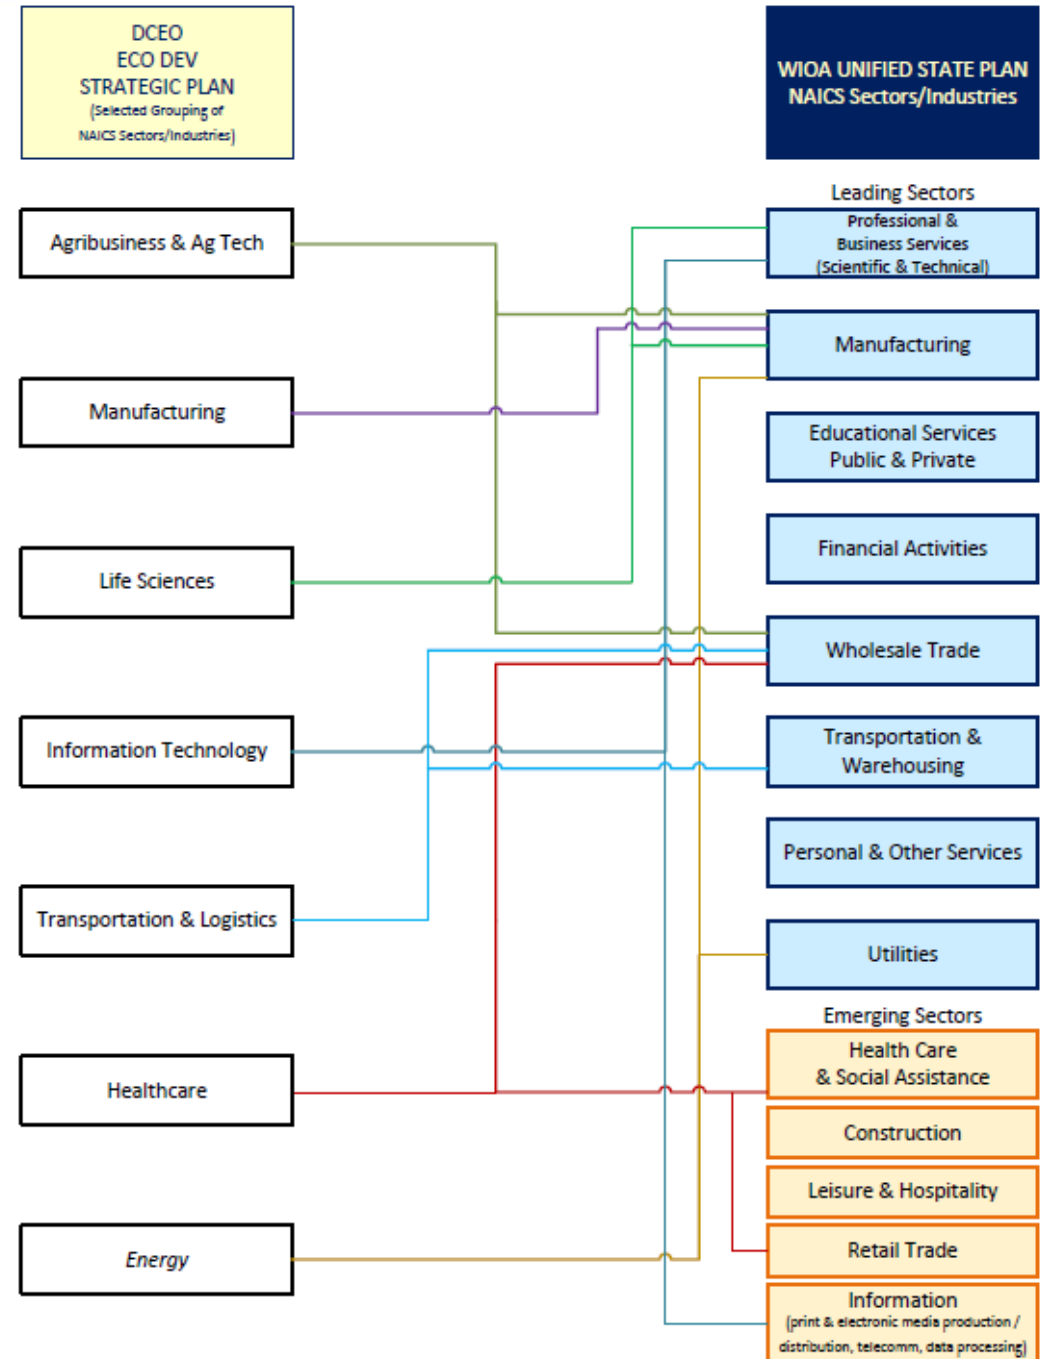 DCEO
ECO DEV
STRATEGIC PLAN
(Selected Grouping of
NAICS Sectors/Industries)
WIOA UNIFIED STATE PLAN
NAICS Sectors/Industries
Leading Sectors
Agribusiness & Ag Tech
Professional &
Business Services
(Scientific & Technical)
Manufacturing
Manufacturing
Educational Services
Public & Private
Life Sciences
Financial Activities
Wholesale Trade
Information Technology
Transportation &
Warehousing
Personal & Other Services
Transportation & Logistics
Utilities
Emerging Sectors
Healthcare
Health Care
& Social Assistance
Construction
Leisure & Hospitality
Energy
Retail Trade
Information
(print & electronic media production /
distribution, telecomm, data processing)